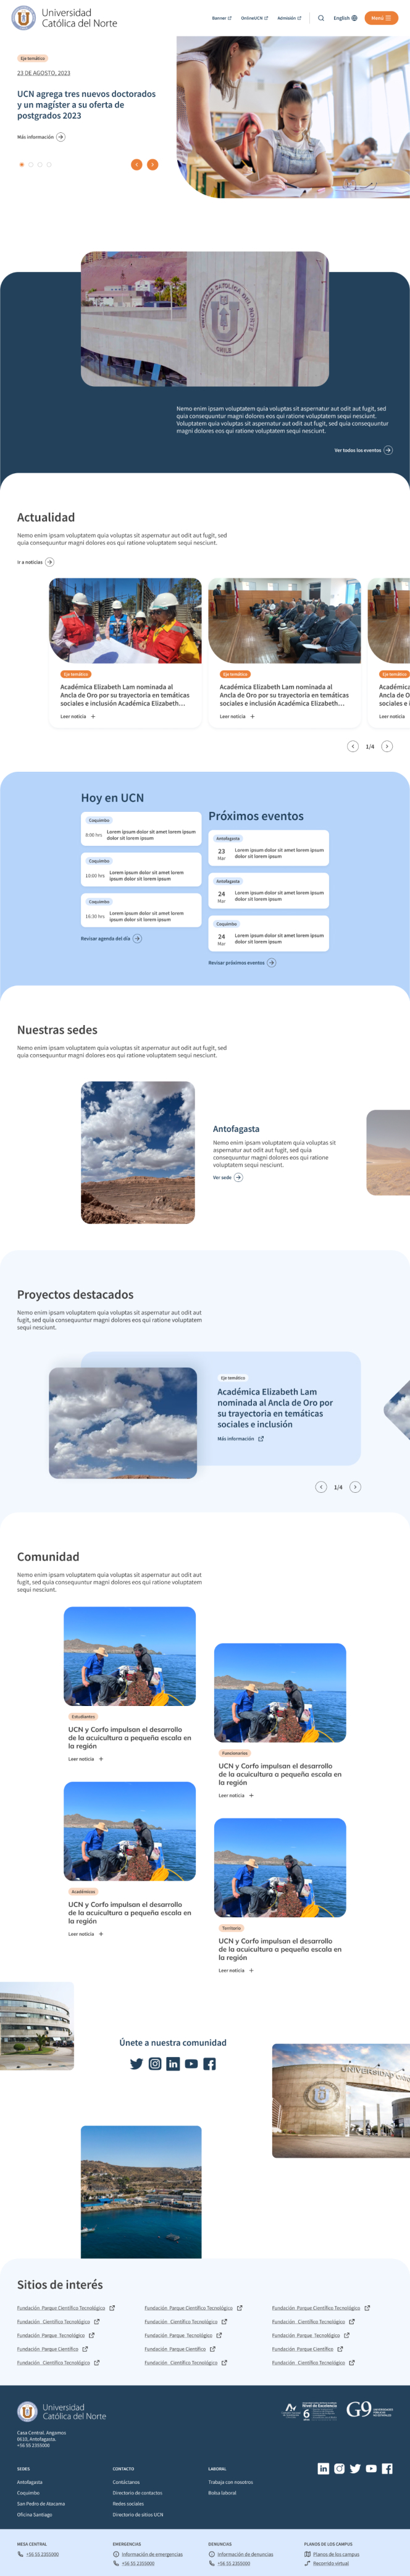 Universidad
Católica del Norte
Banner
OnlineUCN
Admisión
English
Menú
Eje temático
23 DE AGOSTO, 2023
UCN agrega tres nuevos doctorados
y un magíster a su oferta de
postgrados 2023
Más información
Nemo enim ipsam voluptatem quia voluptas sit aspernatur aut odit aut fugit, sed
quia consequuntur magni dolores eos qui ratione voluptatem sequi nesciunt.
Voluptatem quia voluptas sit aspernatur aut odit aut fugit, sed quia consequuntur
magni dolores eos qui ratione voluptatem sequi nesciunt.
Ver todos los eventos
Actualidad
Nemo enim ipsam voluptatem quia voluptas sit aspernatur aut odit aut fugit, sed
quia consequuntur magni dolores eos qui ratione voluptatem sequi nesciunt.
Ir a noticias
Eje temático
Académica Elizabeth Lam nominada al
Ancla de Oro por su trayectoria en temáticas
sociales e inclusión Académica Elizabeth...
Leer noticia
Eje temático
Académica Elizabeth Lam nominada al
Ancla de Oro por su trayectoria en temáticas
sociales e inclusión Académica Elizabeth...
Leer noticia
Eje temático
Académica
Ancla de O
sociales e i
Leer noticia
1/4
Hoy en UCN
Coquimbo
8:00 hrs
Lorem ipsum dolor sit amet lorem ipsum
dolor sit lorem ipsum
Coquimbo
10:00 hrs
Lorem ipsum dolor sit amet lorem
ipsum dolor sit lorem ipsum
Coquimbo
16:30 hrs
Lorem ipsum dolor sit amet lorem
ipsum dolor sit lorem ipsum
Revisar agenda del día
Próximos eventos
Antofagasta
23
Mar
Lorem ipsum dolor sit amet lorem ipsum
dolor sit lorem ipsum
Antofagasta
24
Mar
Lorem ipsum dolor sit amet lorem ipsum
dolor sit lorem ipsum
Coquimbo
24
Mar
Lorem ipsum dolor sit amet lorem ipsum
dolor sit lorem ipsum
Revisar próximos eventos
Nuestras sedes
Nemo enim ipsam voluptatem quia voluptas sit aspernatur aut odit aut fugit, sed
quia consequuntur magni dolores eos qui ratione voluptatem sequi nesciunt.
Antofagasta
Nemo enim ipsam voluptatem quia voluptas sit
aspernatur aut odit aut fugit, sed quia
consequuntur magni dolores eos qui ratione
voluptatem sequi nesciunt.
Ver sede
Proyectos destacados
Nemo enim ipsam voluptatem quia voluptas sit aspernatur aut odit aut
fugit, sed quia consequuntur magni dolores eos qui ratione voluptatem
sequi nesciunt.
Eje temático
Académica Elizabeth Lam
nominada al Ancla de Oro por
su trayectoria en temáticas
sociales e inclusión
Más información
1/4
Comunidad
Nemo enim ipsam voluptatem quia voluptas sit aspernatur aut odit aut
fugit, sed quia consequuntur magni dolores eos qui ratione voluptatem
sequi nesciunt.
Estudiantes
UCN y Corfo impulsan el desarrollo
de la acuicultura a pequeña escala en
la región
Leer noticia
Funcionarios
UCN y Corfo impulsan el desarrollo
de la acuicultura a pequeña escala en
la región
Leer noticia
Académicos
UCN y Corfo impulsan el desarrollo
de la acuicultura a pequeña escala en
la región
Leer noticia
Territorio
UCN y Corfo impulsan el desarrollo
de la acuicultura a pequeña escala en
la región
Leer noticia
Únete a nuestra comunidad
Sitios de interés
Fundación Parque Científico Tecnológico
Fundación Parque Científico Tecnológico
Fundación Parque Científico Tecnológico
Fundación Científico Tecnológico
Fundación Científico Tecnológico
Fundación Científico Tecnológico
Fundación Parque Tecnológico
Fundación Parque Tecnológico
Fundación Parque Tecnológico
Fundación Parque Científico
Fundación Parque Científico
Fundación Parque Científico
Fundación Científico Tecnológico
Fundación Científico Tecnológico
Fundación Científico Tecnológico
Universidad
Católica del Norte
Casa Central. Angamos
0610, Antofagasta.
+56 55 2355000
Nivel de Excelencia
6
G9
SEDES
Antofagasta
Coquimbo
San Pedro de Atacama
Oficina Santiago
CONTACTO
Contáctanos
Directorio de contactos
Redes sociales
Directorio de sitios UCN
LABORAL
Trabaja con nosotros
Bolsa laboral
MESA CENTRAL
+56 55 2355000
EMERGENCIAS
Información de emergencias
+56 55 2355000
DENUNCIAS
Información de denuncias
+56 55 2355000
PLANOS DE LOS CAMPUS
Planos de los campus
Recorrido virtual